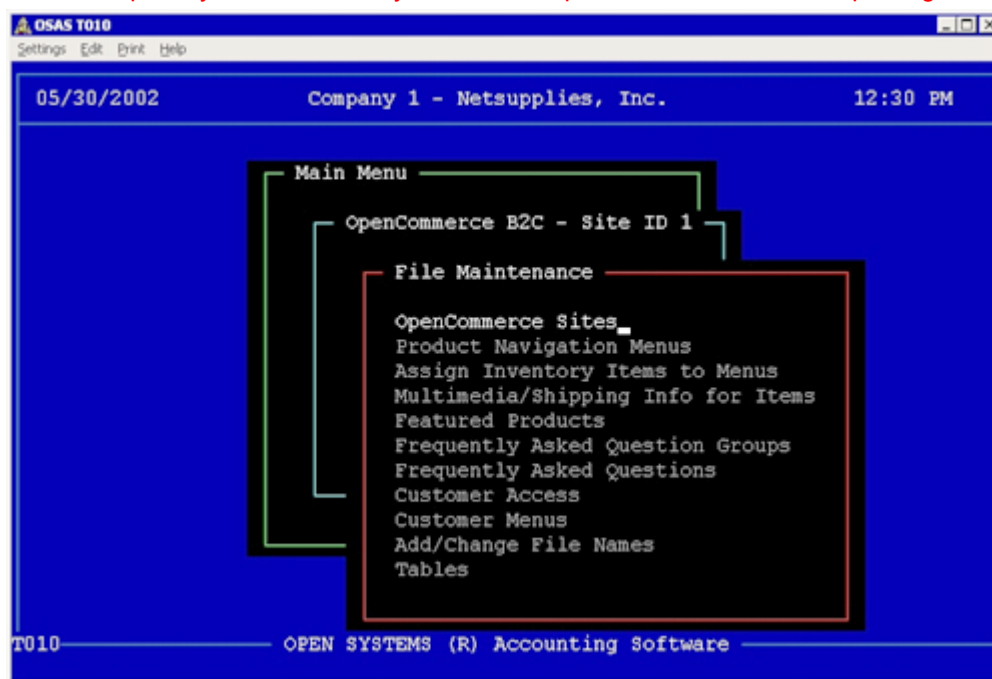 OSAS T010
Settings Edit Print Help
05/30/2002 Company 1 - Netsupplies, Inc. 12:30 PM
Main Menu
OpenCommerce B2C - Site ID 1
File Maintenance
OpenCommerce Sites
Product Navigation Menus
Assign Inventory Items to Menus
Multimedia/Shipping Info for Items
Featured Products
Frequently Asked Question Groups
Frequently Asked Questions
Customer Access
Customer Menus
Add/Change File Names
Tables
T010 OPEN SYSTEMS (R) Accounting Software